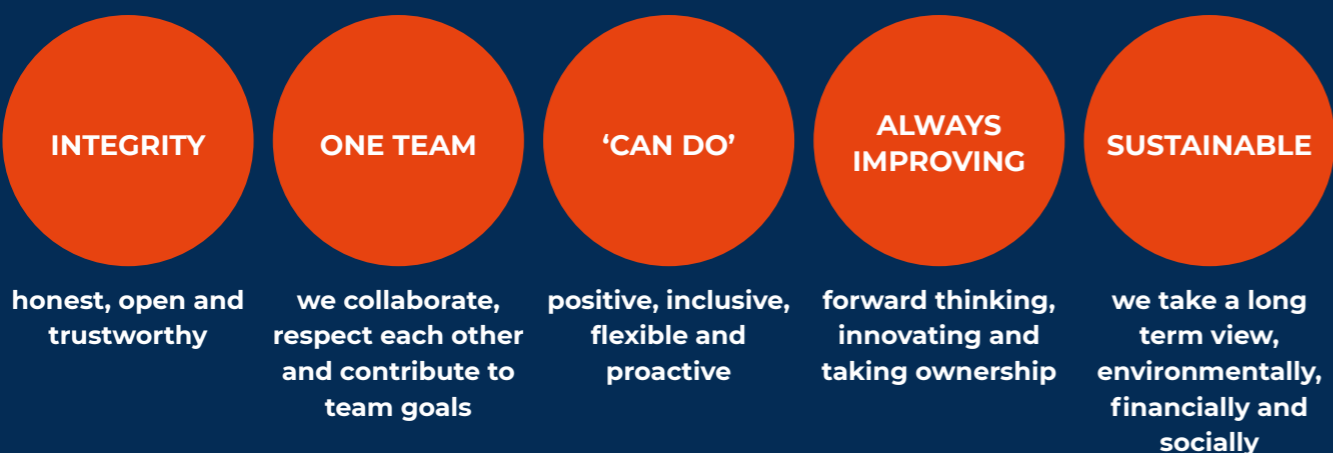 INTEGRITY
honest, open and
trustworthy
ONE TEAM
we collaborate,
respect each other
and contribute to
team goals
‘CAN DO’
positive, inclusive,
flexible and
proactive
ALWAYS
IMPROVING
forward thinking,
innovating and
taking ownership
SUSTAINABLE
we take a long
term view,
environmentally,
financially and
socially